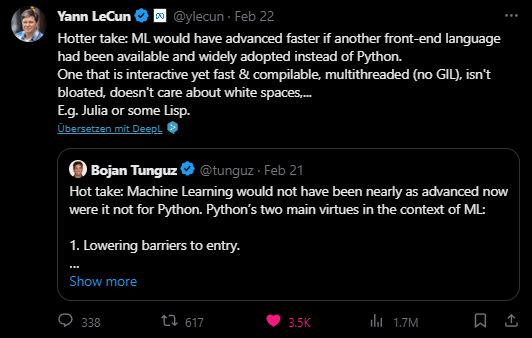 Yann LeCun @ylecun · Feb 22
Hotter take: ML would have advanced faster if another front-end language
had been available and widely adopted instead of Python.
One that is interactive yet fast & compilable, multithreaded (no GIL), isn't
bloated, doesn't care about white spaces,...
E.g. Julia or some Lisp.
Übersetzen mit DeepL
Bojan Tunguz @tunguz · Feb 21
Hot take: Machine Learning would not have been nearly as advanced now
were it not for Python. Python's two main virtues in the context of ML:
1. Lowering barriers to entry.
...
Show more
338 617 3.5K 1.7M